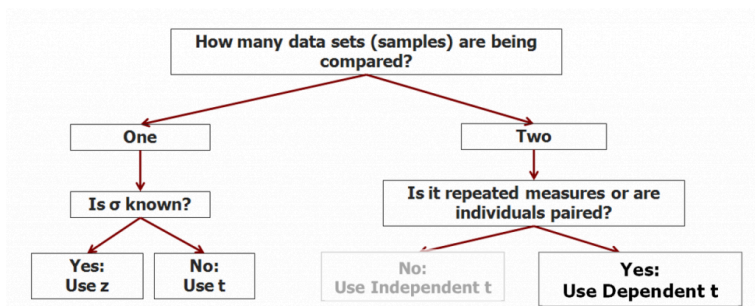 How many data sets (samples) are being
compared?
One
Two
Is σ known?
Is it repeated measures or are
individuals paired?
Yes:
Use z
No:
Use t
No:
Use Independent t
Yes:
Use Dependent t